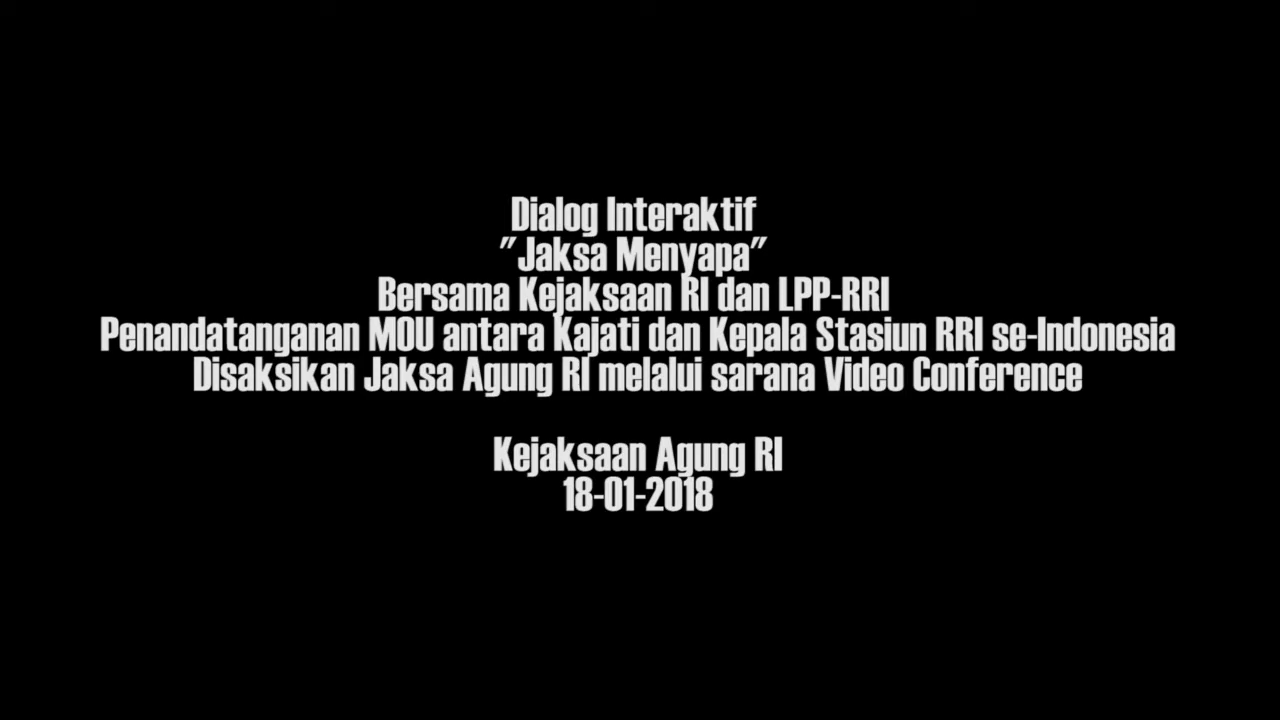 Dialog Interaktif
"Jaksa Menyapa"
Bersama Kejaksaan RI dan LPP-RRI
Penandatanganan MOU antara Kajati dan Kepala Stasiun RRI se-Indonesia
Disaksikan Jaksa Agung RI melalui sarana Video Conference
Kejaksaan Agung RI
18-01-2018